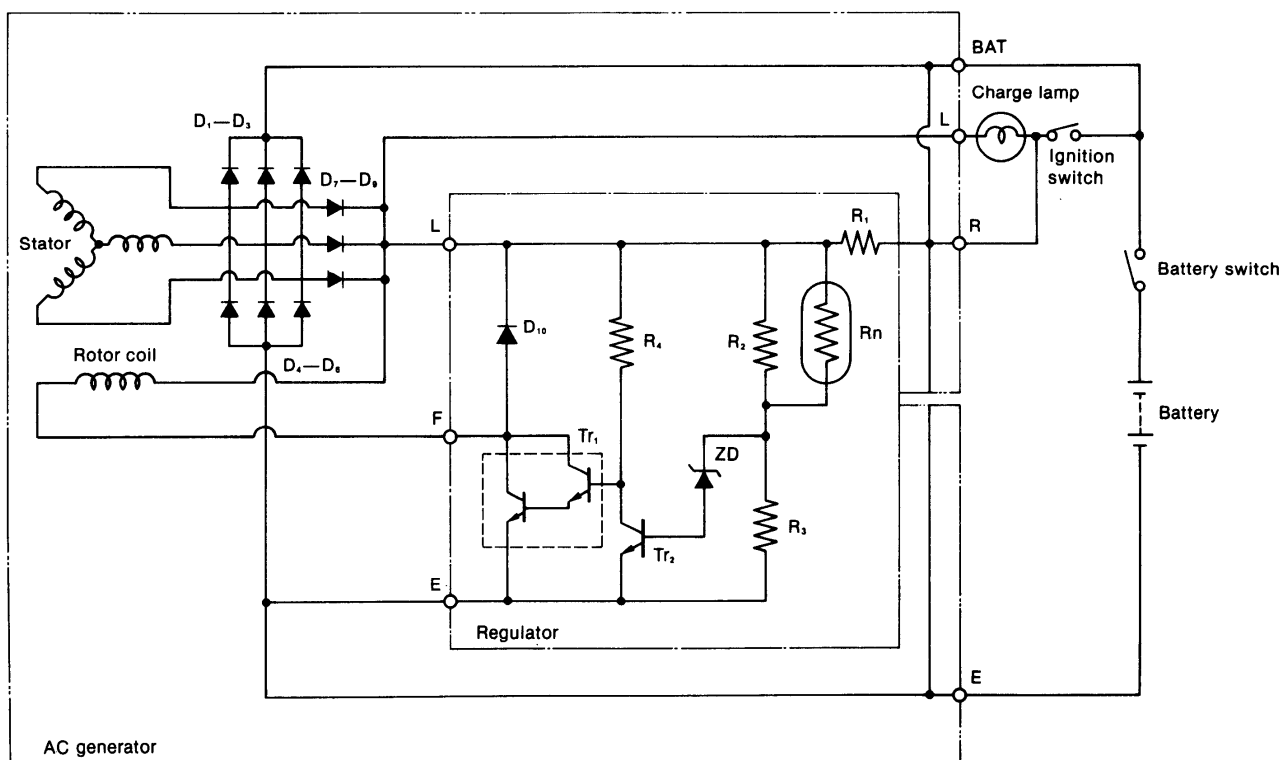 BAT
Charge lamp
D₁—D₃
L
D₇—D₉
Ignition
switch
L
R₁
R
Stator
Battery switch
D₁₀
R₄
R₂
Rn
Rotor coil
D₄—D₆
Battery
F
Tr₁
ZD
R₃
Tr₂
E
Regulator
E
AC generator